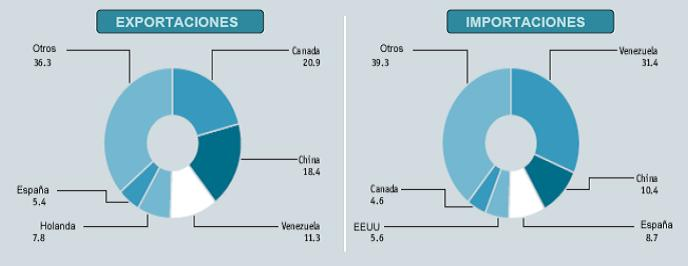 EXPORTACIONES
Otros
36.3
Canada
20.9
China
18.4
España
5.4
Holanda
7.8
Venezuela
11.3
IMPORTACIONES
Otros
39.3
Venezuela
31.4
China
10.4
Canada
4.6
EEUU
5.6
España
8.7